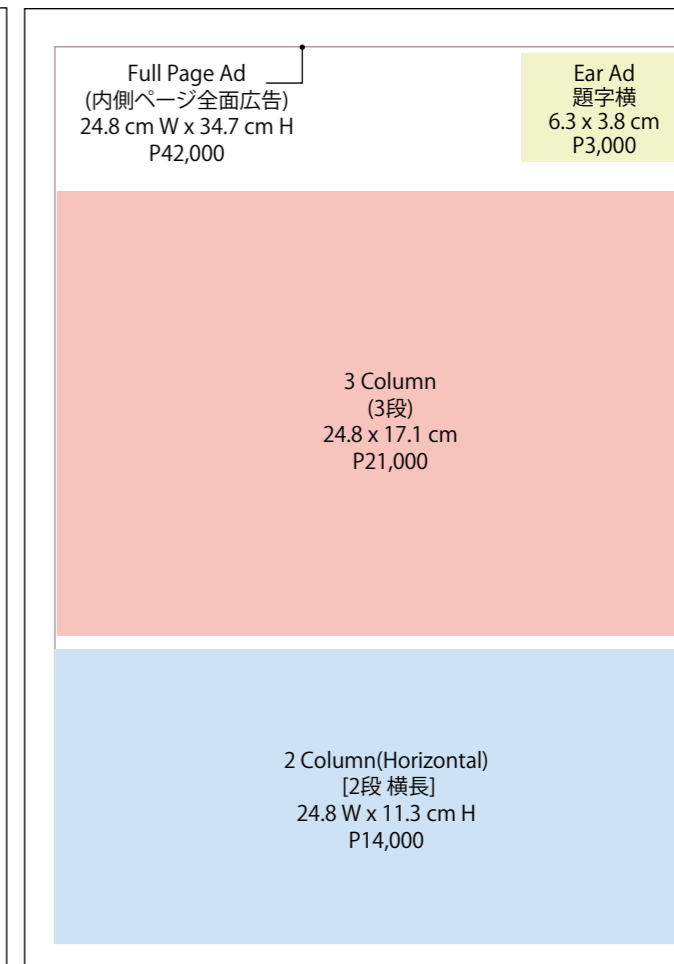 Full Page Ad
(内側ページ全面広告)
24.8 cm W x 34.7 cm H
P42,000
Ear Ad
題字横
6.3 x 3.8 cm
P3,000
3 Column
(3段)
24.8 x 17.1 cm
P21,000
2 Column(Horizontal)
[2段 横長]
24.8 W x 11.3 cm H
P14,000